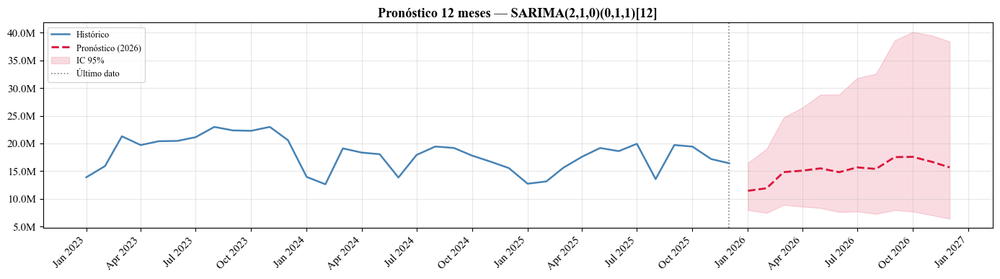 Pronóstico 12 meses — SARIMA(2,1,0)(0,1,1)[12]
40.0M
35.0M
30.0M
25.0M
20.0M
15.0M
10.0M
5.0M
Histórico
Pronóstico (2026)
IC 95%
Último dato
Jan 2023
Apr 2023
Jul 2023
Oct 2023
Jan 2024
Apr 2024
Jul 2024
Oct 2024
Jan 2025
Apr 2025
Jul 2025
Oct 2025
Jan 2026
Apr 2026
Jul 2026
Oct 2026
Jan 2027